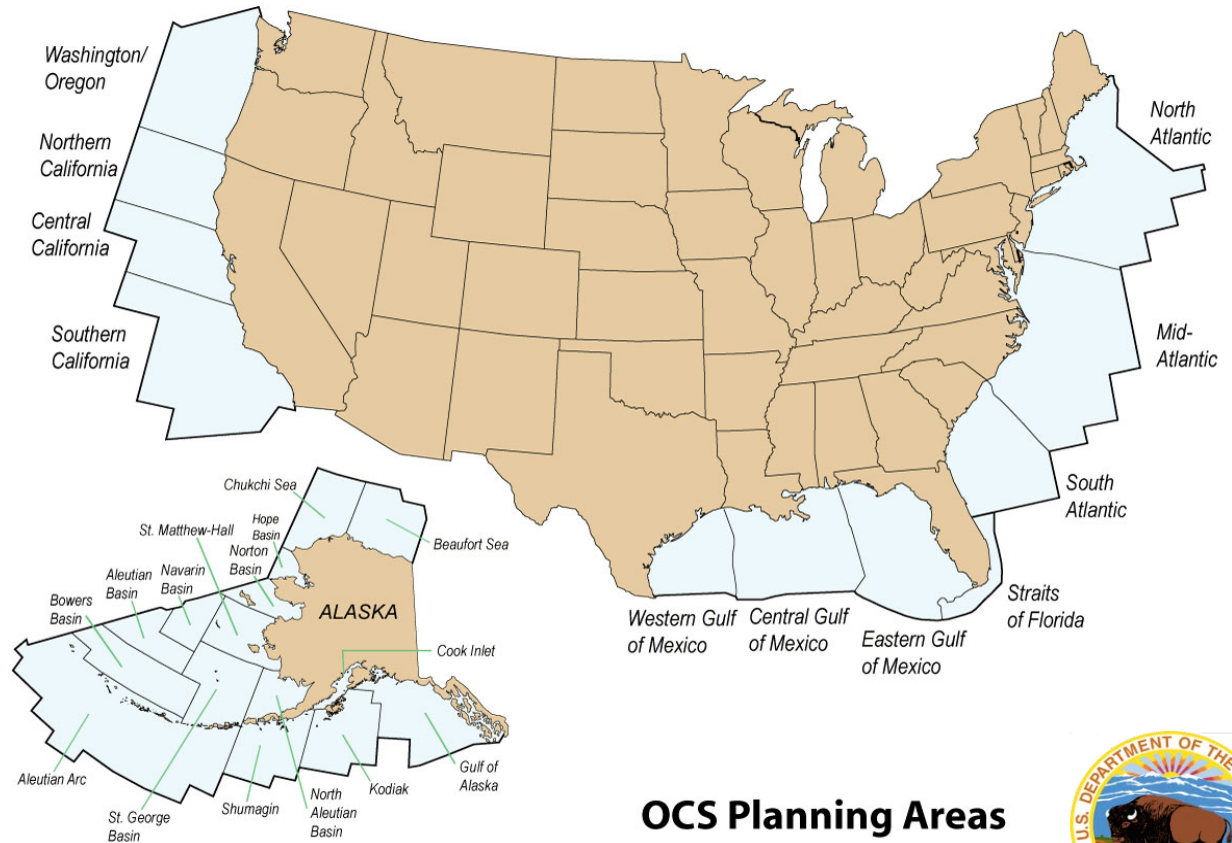 Washington/
Oregon
Northern
California
Central
California
Southern
California
North
Atlantic
Mid-
Atlantic
South
Atlantic
Straits
of Florida
Western Gulf
of Mexico
Central Gulf
of Mexico
Eastern Gulf
of Mexico
Chukchi Sea
St. Matthew-Hall
Hope
Basin
Norton
Basin
Beaufort Sea
Navarin
Basin
Aleutian
Basin
Bowers
Basin
ALASKA
Cook Inlet
Aleutian Arc
St. George
Basin
Shumagin
North
Aleutian
Basin
Kodiak
Gulf of
Alaska
OCS Planning Areas
U.S. DEPARTMENT OF THE